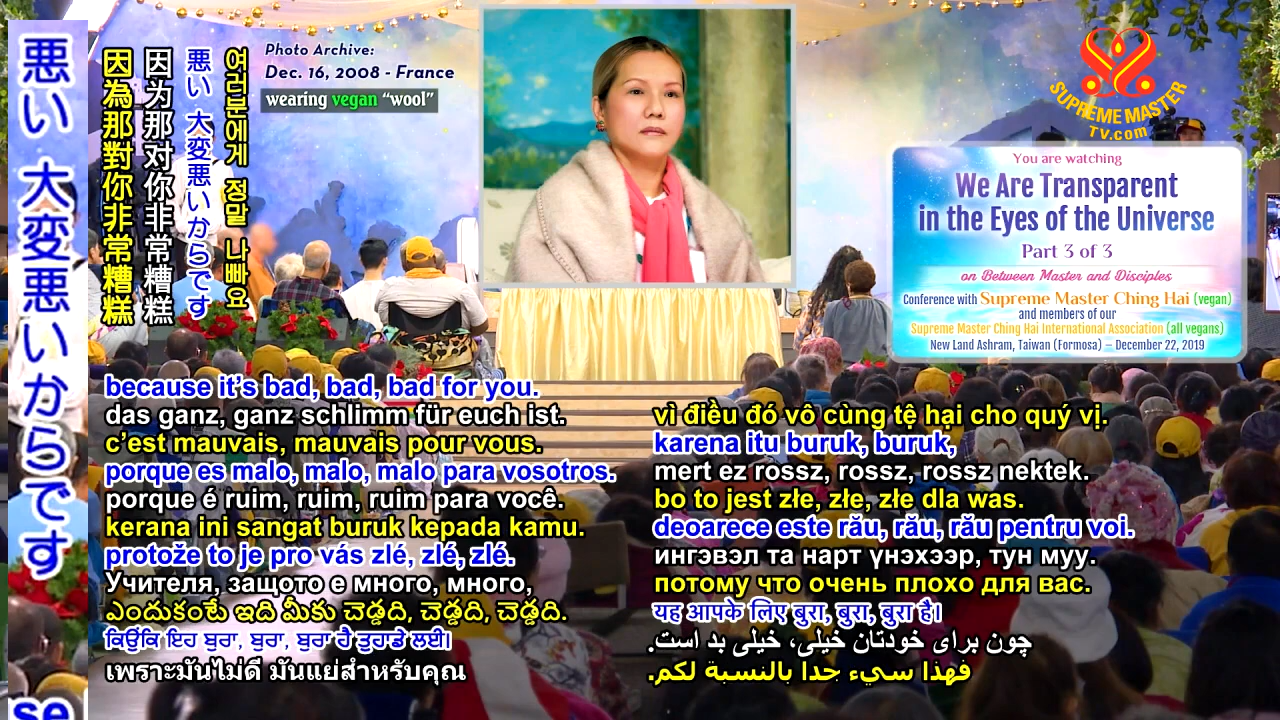 悪い 大変悪いからです
因為那對你非常糟糕
因为那对你非常糟糕
悪い 大変悪いからです
여러분에게 정말 나빠요
Photo Archive:
Dec. 16, 2008 - France
wearing vegan “wool”
SUPREME MASTER
TV.com
You are watching
We Are Transparent
in the Eyes of the Universe
Part 3 of 3
on Between Master and Disciples
Conference with Supreme Master Ching Hai (vegan)
and members of our
Supreme Master Ching Hai International Association (all vegans)
New Land Ashram, Taiwan (Formosa) – December 22, 2019
because it’s bad, bad, bad for you.
das ganz, ganz schlimm für euch ist.
c’est mauvais, mauvais pour vous.
porque es malo, malo, malo para vosotros.
porque é ruim, ruim, ruim para você.
kerana ini sangat buruk kepada kamu.
protože to je pro vás zlé, zlé, zlé.
Учителя, защото е много, много,
ఎందుకంటే ఇది మీకు చెడ్డది, చెడ్డది, చెడ్డది.
ਕਿਉਂਕਿ ਇਹ ਬੁਰਾ, ਬੁਰਾ, ਬੁਰਾ ਹੈ ਤੁਹਾਡੇ ਲਈ।
เพราะมันไม่ดี มันแย่สำหรับคุณ
vì điều đó vô cùng tệ hại cho quý vị.
karena itu buruk, buruk,
mert ez rossz, rossz, rossz nektek.
bo to jest złe, złe, złe dla was.
deoarece este rău, rău, rău pentru voi.
ингэвэл та нарт үнэхээр, тун муу.
потому что очень плохо для вас.
यह आपके लिए बुरा, बुरा, बुरा है।
چون برای خودتان خیلی، خیلی بد است.
فهذا سيء جدا بالنسبة لكم.
se